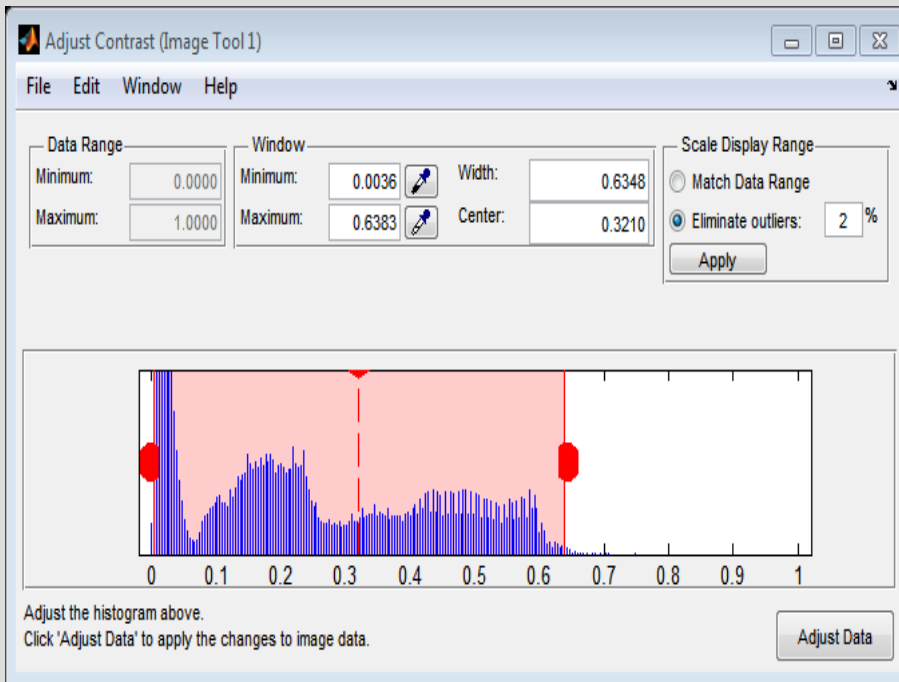 Adjust Contrast (Image Tool 1)
File Edit Window Help
Data Range
Minimum: 0.0000
Maximum: 1.0000
Window
Minimum: 0.0036
Maximum: 0.6383
Width: 0.6348
Center: 0.3210
Scale Display Range
Match Data Range
Eliminate outliers: 2 %
Apply
0 0.1 0.2 0.3 0.4 0.5 0.6 0.7 0.8 0.9 1
Adjust the histogram above.
Click 'Adjust Data' to apply the changes to image data.
Adjust Data